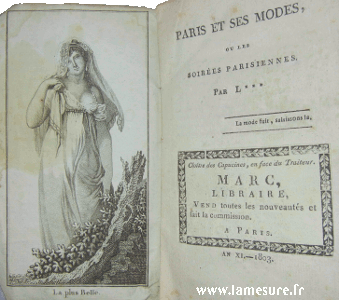 La plus Belle
PARIS ET SES MODES,
OU LES
SOIRÉES PARISIENNES.
PAR L***
La mode fuit, saisissons la.
Cloître des Capucines, en face du Traiteur.
MARC,
LIBRAIRE,
VEND toutes les nouveautés et
fait la commission.
A PARIS.
AN XI.—1803.
www.lamesure.fr